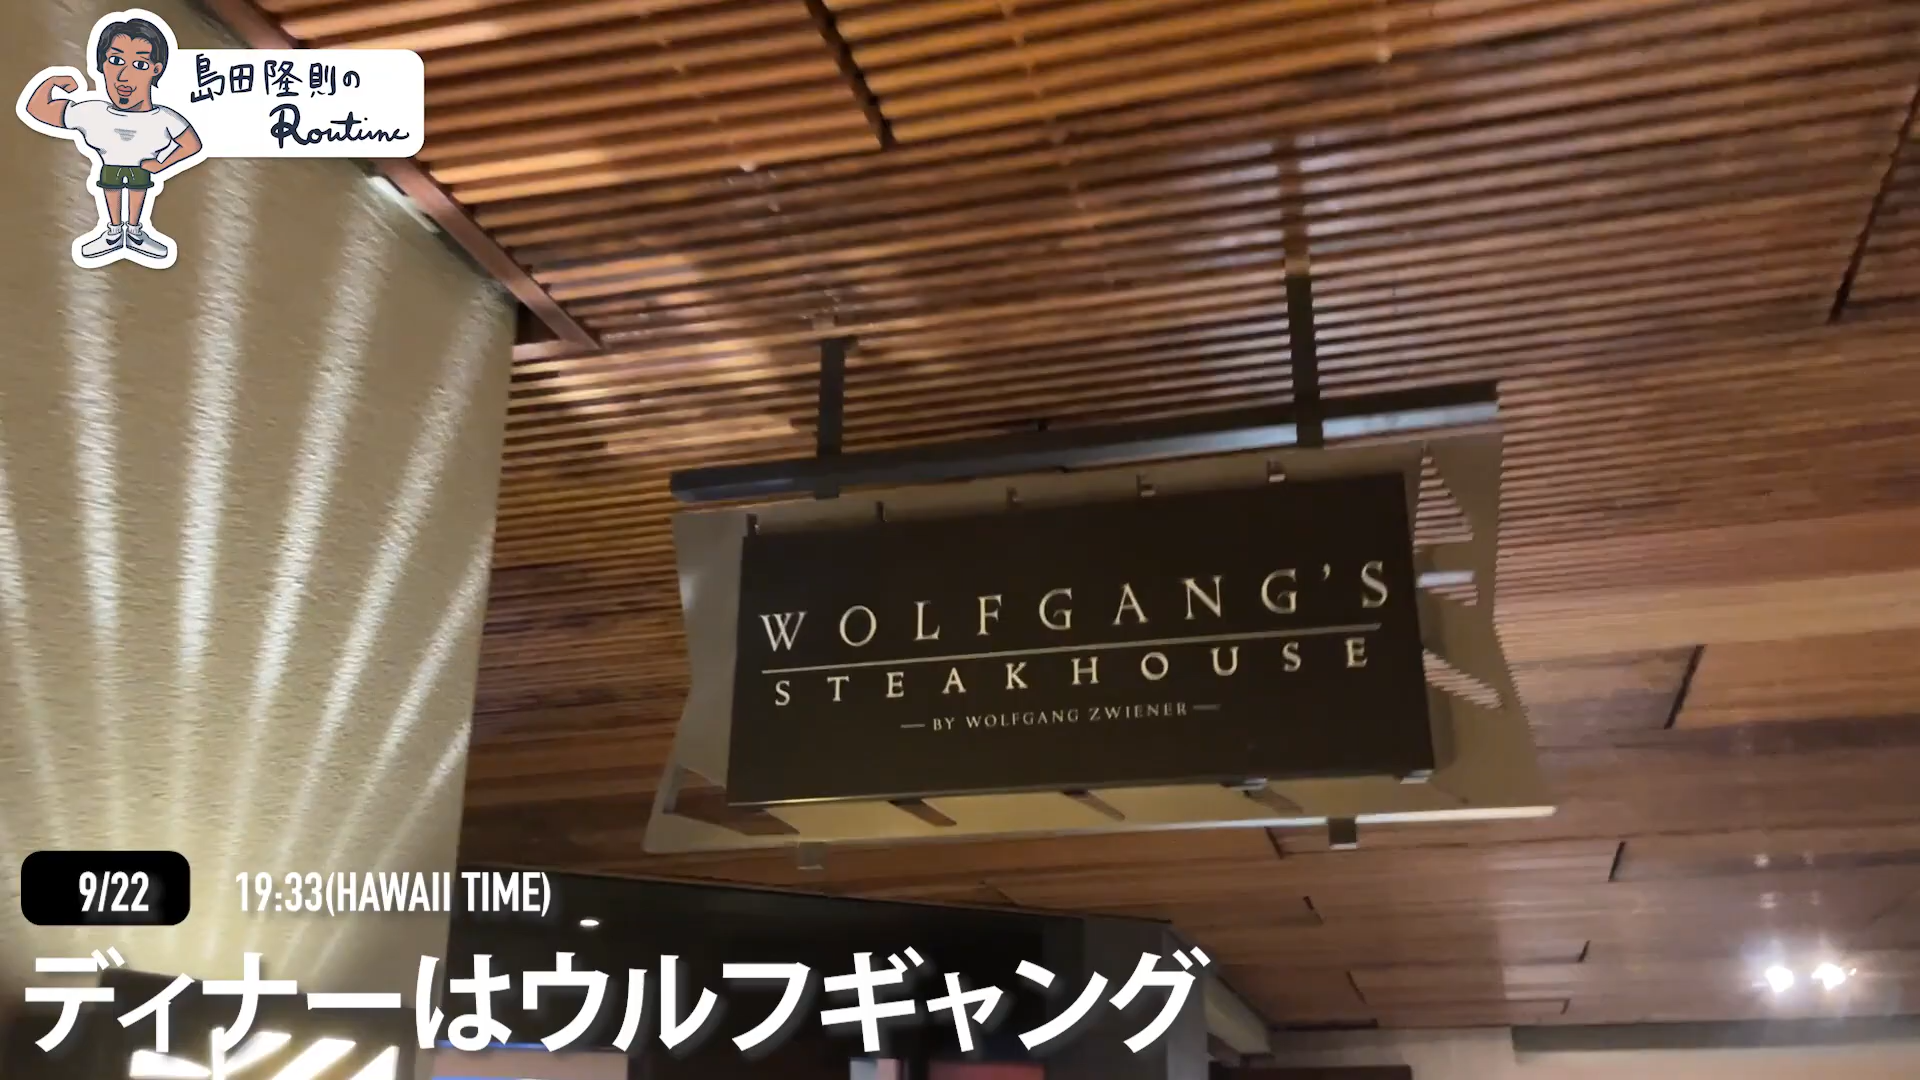 島田隆則の
Routine
WOLFGANG'S
STEAKHOUSE
BY WOLFGANG ZWIENER
9/22
19:33(HAWAII TIME)
ディナーはウルフギャング